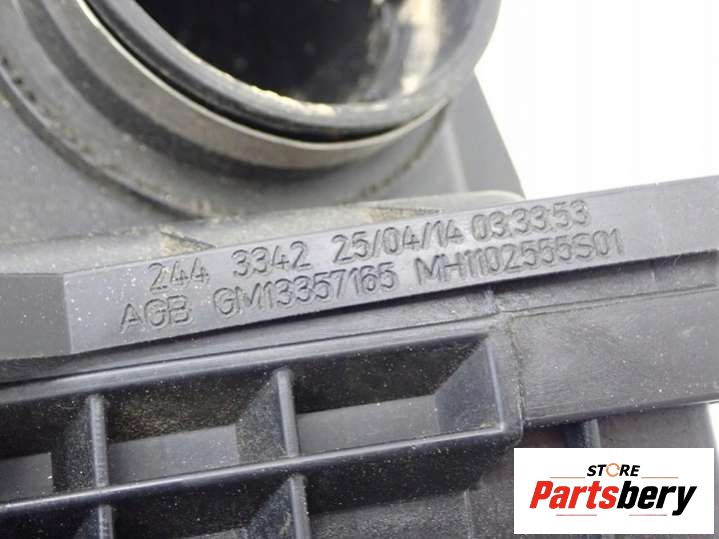 244 3342 25/04/14 03:33:53
AGB GM13357165 MH1102555S01
STORE
Partsbery